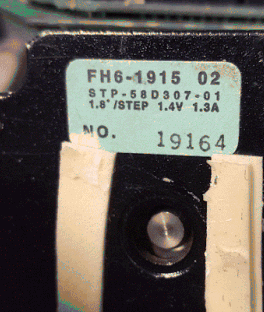 FH6-1915 02
STP-58D307-01
1.8°/STEP 1.4V 1.3A
NO. 19164